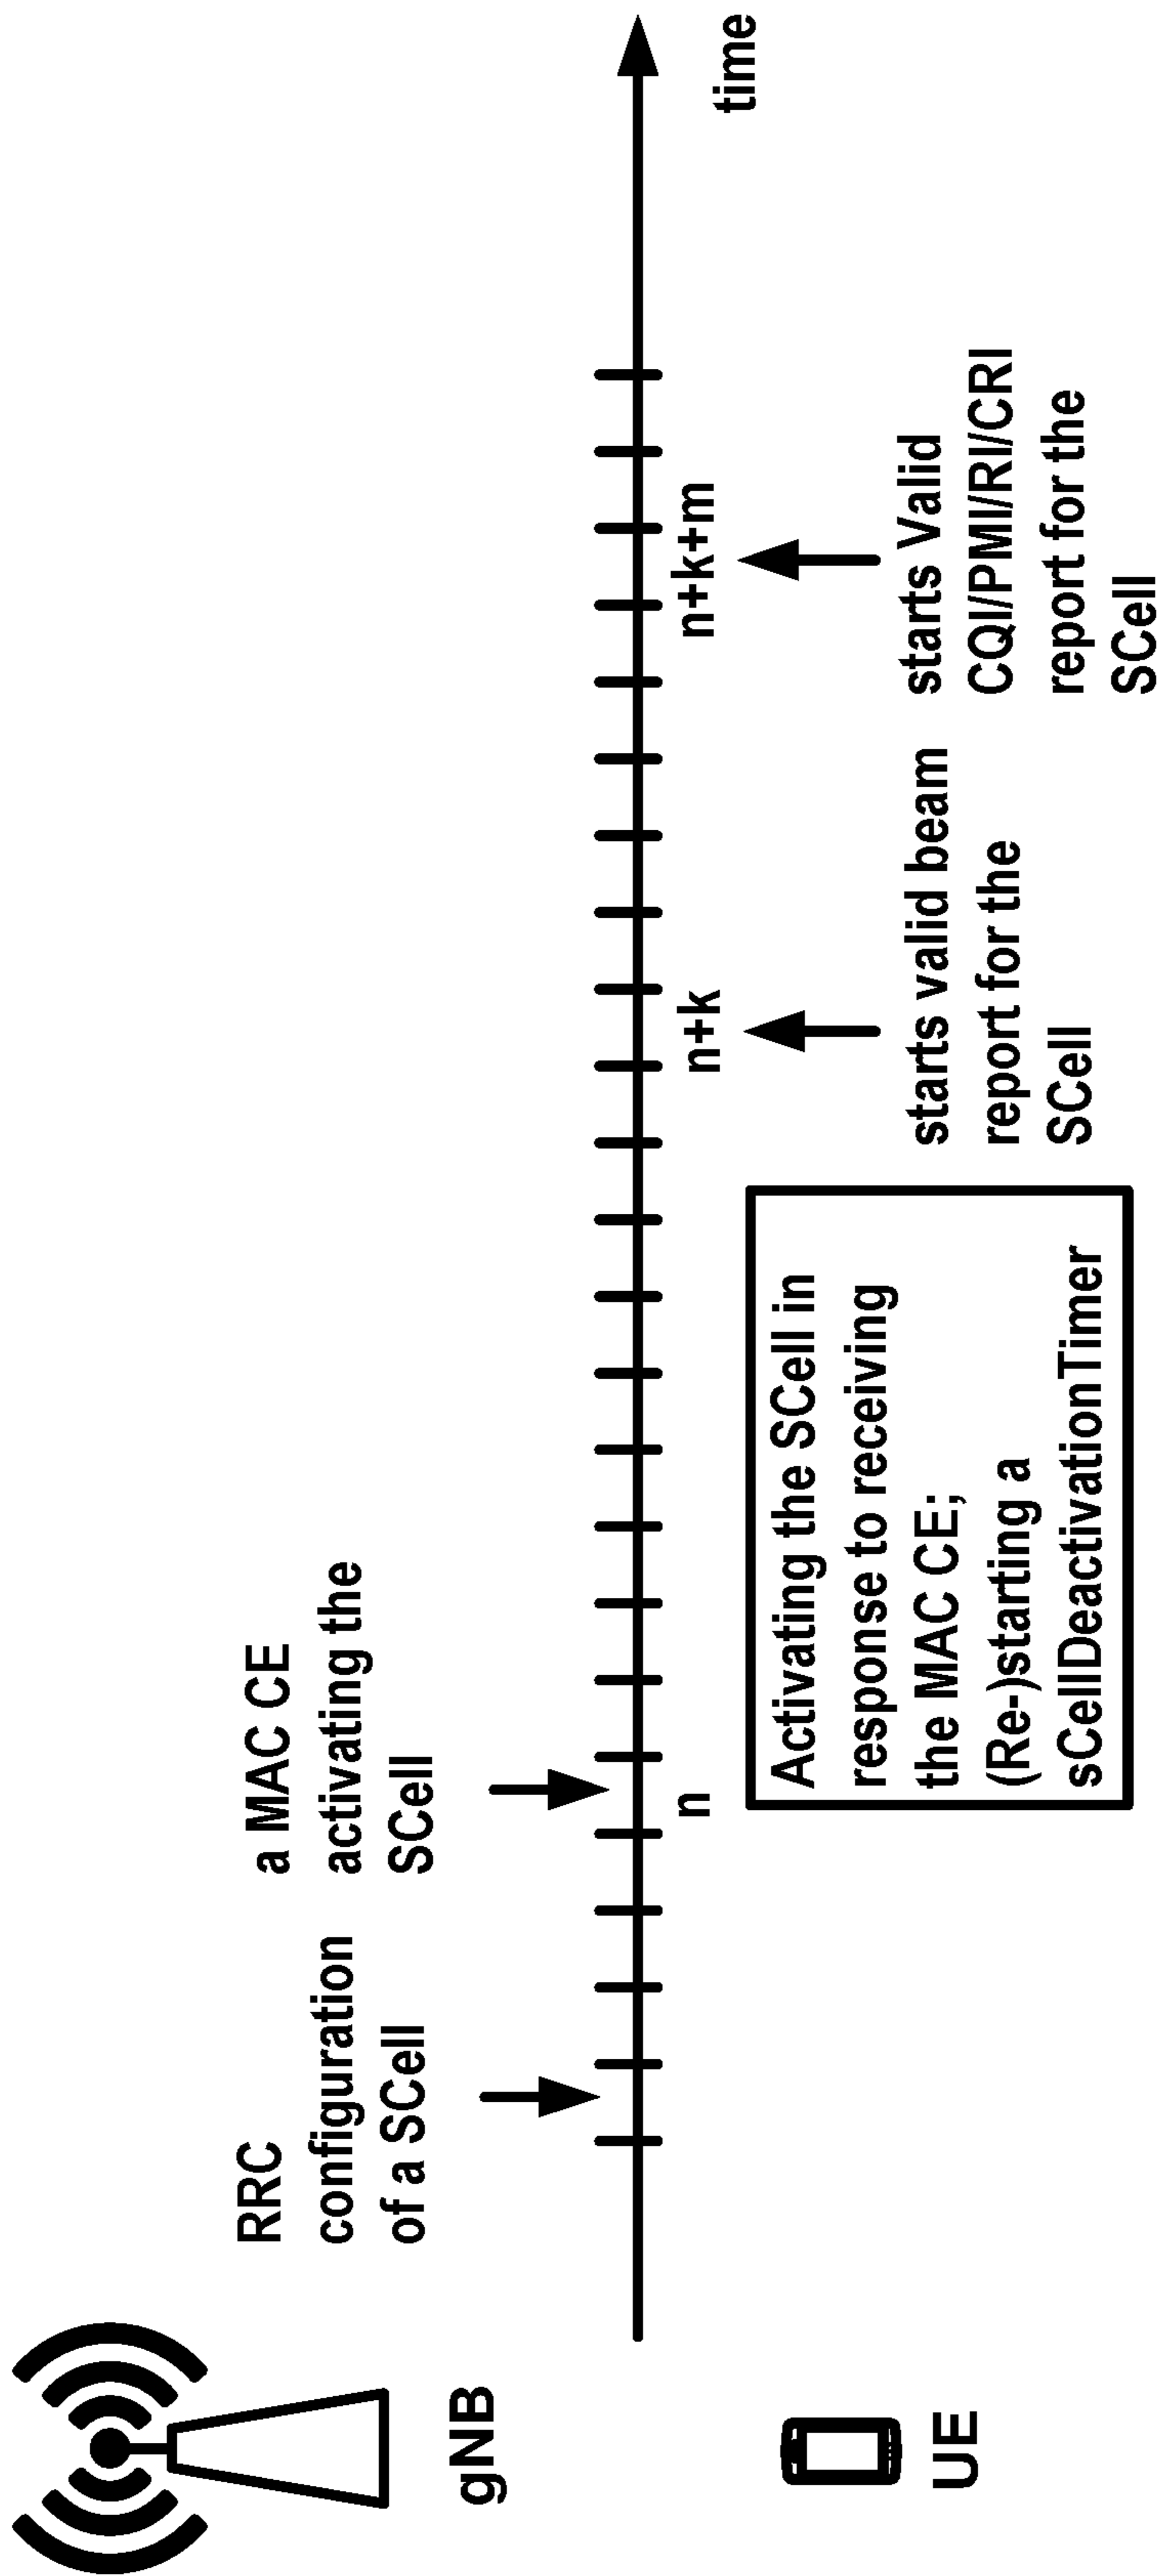 gNB
RRC
configuration
of a SCell
a MAC CE
activating the
SCell
time
n
n+k
n+k+m
UE
Activating the SCell in
response to receiving
the MAC CE;
(Re-)starting a
sCellDeactivationTimer
starts valid beam
report for the
SCell
starts Valid
CQI/PMI/RI/CRI
report for the
SCell